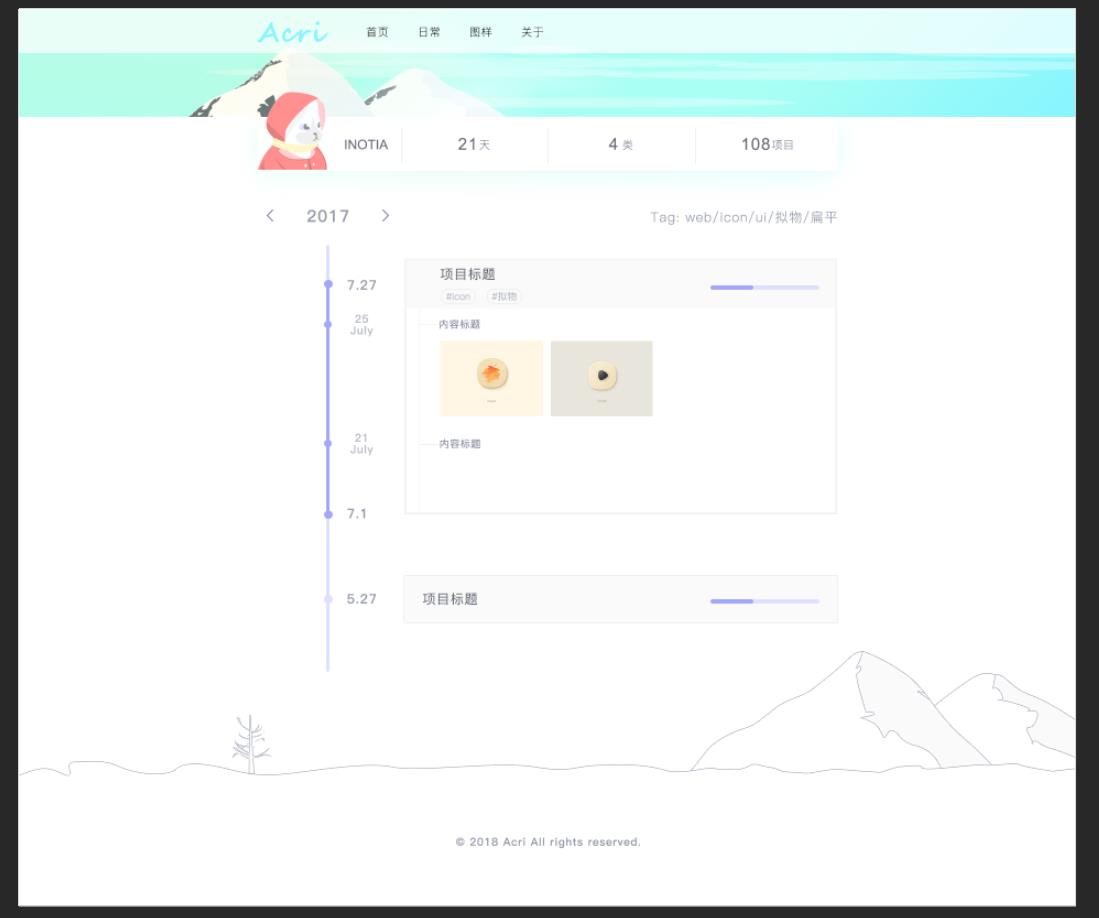 Acri 首页 日常 图样 关于
INOTIA 21天 4 类 108项目
2017
Tag: web/icon/ui/拟物/扁平
7.27
项目标题
#icon #拟物
25
July
内容标题
21
July
内容标题
7.1
5.27
项目标题
© 2018 Acri All rights reserved.